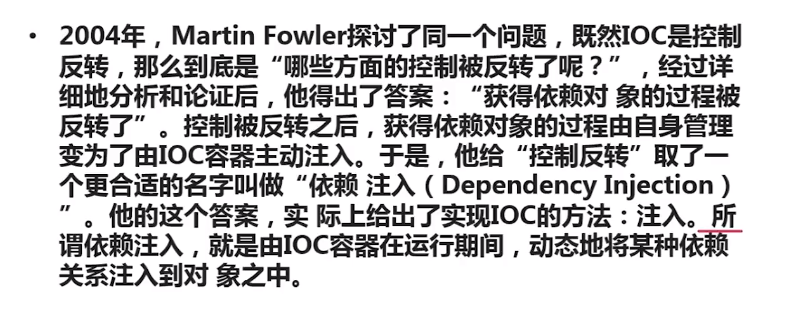 • 2004年，Martin Fowler探讨了同一个问题，既然IOC是控制
反转，那么到底是“哪些方面的控制被反转了呢？”，经过详
细地分析和论证后，他得出了答案：“获得依赖对 象的过程被
反转了”。控制被反转之后，获得依赖对象的过程由自身管理
变为了由IOC容器主动注入。于是，他给“控制反转”取了一
个更合适的名字叫做“依赖 注入（Dependency Injection）
”。他的这个答案，实 际上给出了实现IOC的方法：注入。所
谓依赖注入，就是由IOC容器在运行期间，动态地将某种依赖
关系注入到对 象之中。